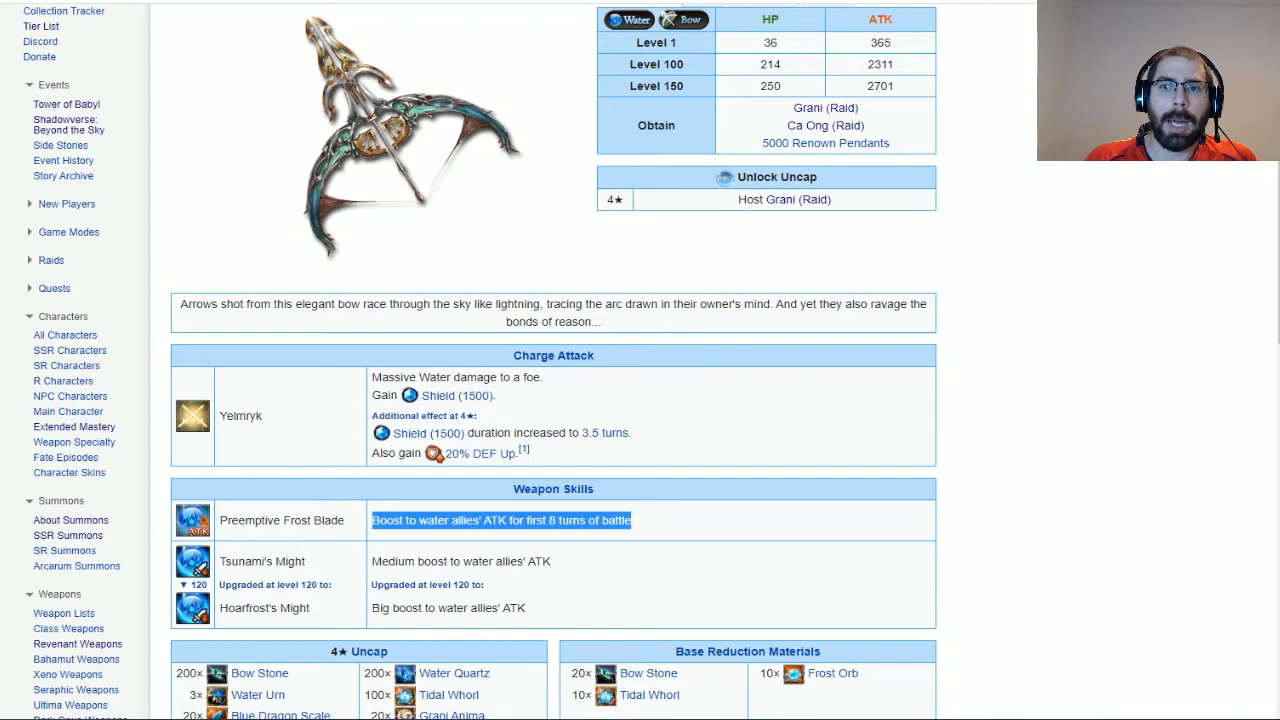 Collection Tracker
Tier List
Discord
Donate
Events
Tower of Babyl
Shadowverse:
Beyond the Sky
Side Stories
Event History
Story Archive
New Players
Game Modes
Raids
Quests
Characters
All Characters
SSR Characters
SR Characters
R Characters
NPC Characters
Main Character
Extended Mastery
Weapon Specialty
Fate Episodes
Character Skins
Summons
About Summons
SSR Summons
SR Summons
Arcarum Summons
Weapons
Weapon Lists
Class Weapons
Revenant Weapons
Bahamut Weapons
Xeno Weapons
Seraphic Weapons
Ultima Weapons
Water Bow HP ATK
Level 1 36 365
Level 100 214 2311
Level 150 250 2701
Obtain
Grani (Raid)
Ca Ong (Raid)
5000 Renown Pendants
Unlock Uncap
4★ Host Grani (Raid)
Arrows shot from this elegant bow race through the sky like lightning, tracing the arc drawn in their owner's mind. And yet they also ravage the
bonds of reason...
Charge Attack
Yelmryk
Massive Water damage to a foe.
Gain Shield (1500).
Additional effect at 4★:
Shield (1500) duration increased to 3.5 turns.
Also gain 20% DEF Up.[1]
Weapon Skills
ATK Preemptive Frost Blade Boost to water allies' ATK for first 8 turns of battle
Tsunami's Might Medium boost to water allies' ATK
▼ 120 Upgraded at level 120 to: Upgraded at level 120 to:
Hoarfrost's Might Big boost to water allies' ATK
4★ Uncap
200× Bow Stone 200× Water Quartz
3× Water Urn 100× Tidal Whorl
20× Blue Dragon Scale 20× Grani Anima
Base Reduction Materials
20× Bow Stone 10× Frost Orb
10× Tidal Whorl